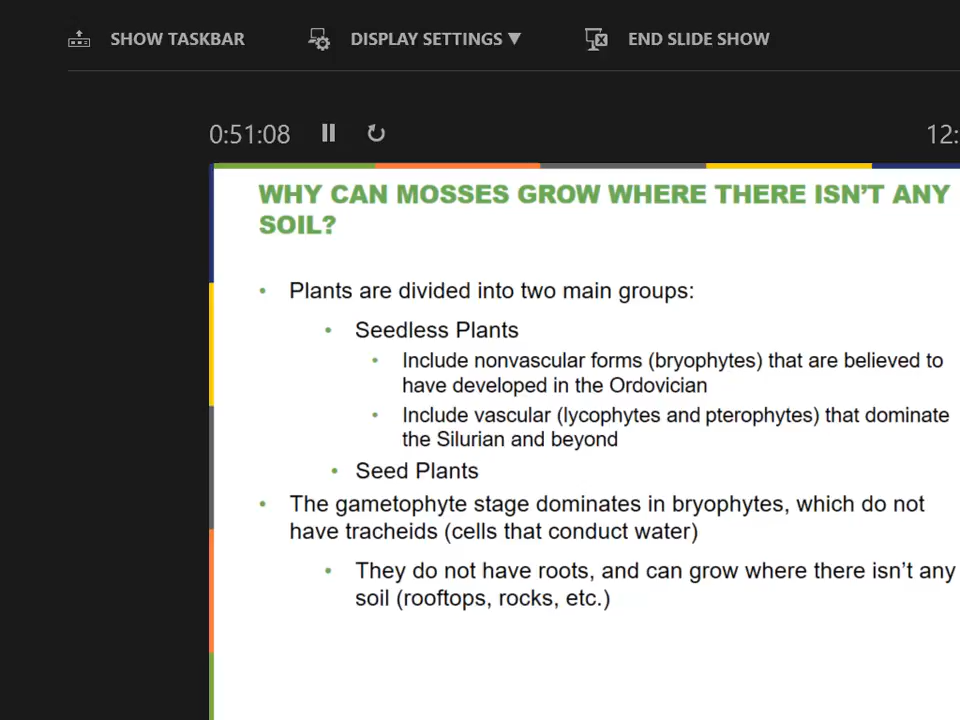 SHOW TASKBAR
DISPLAY SETTINGS ▼
END SLIDE SHOW
0:51:08
12:
WHY CAN MOSSES GROW WHERE THERE ISN'T ANY
SOIL?
• Plants are divided into two main groups:
• Seedless Plants
• Include nonvascular forms (bryophytes) that are believed to
have developed in the Ordovician
• Include vascular (lycophytes and pterophytes) that dominate
the Silurian and beyond
• Seed Plants
• The gametophyte stage dominates in bryophytes, which do not
have tracheids (cells that conduct water)
• They do not have roots, and can grow where there isn't any
soil (rooftops, rocks, etc.)